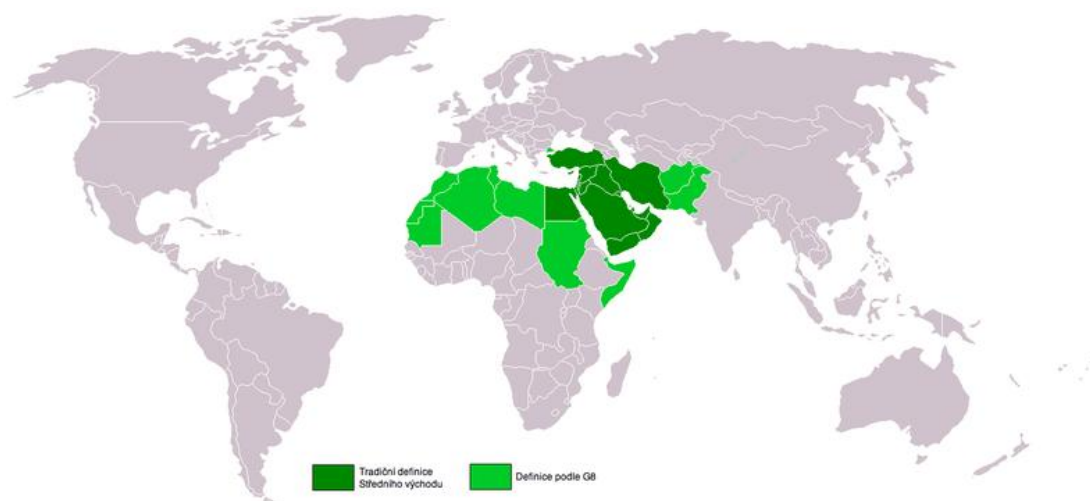 Tradiční definice
Středního východu
Definice podle G8